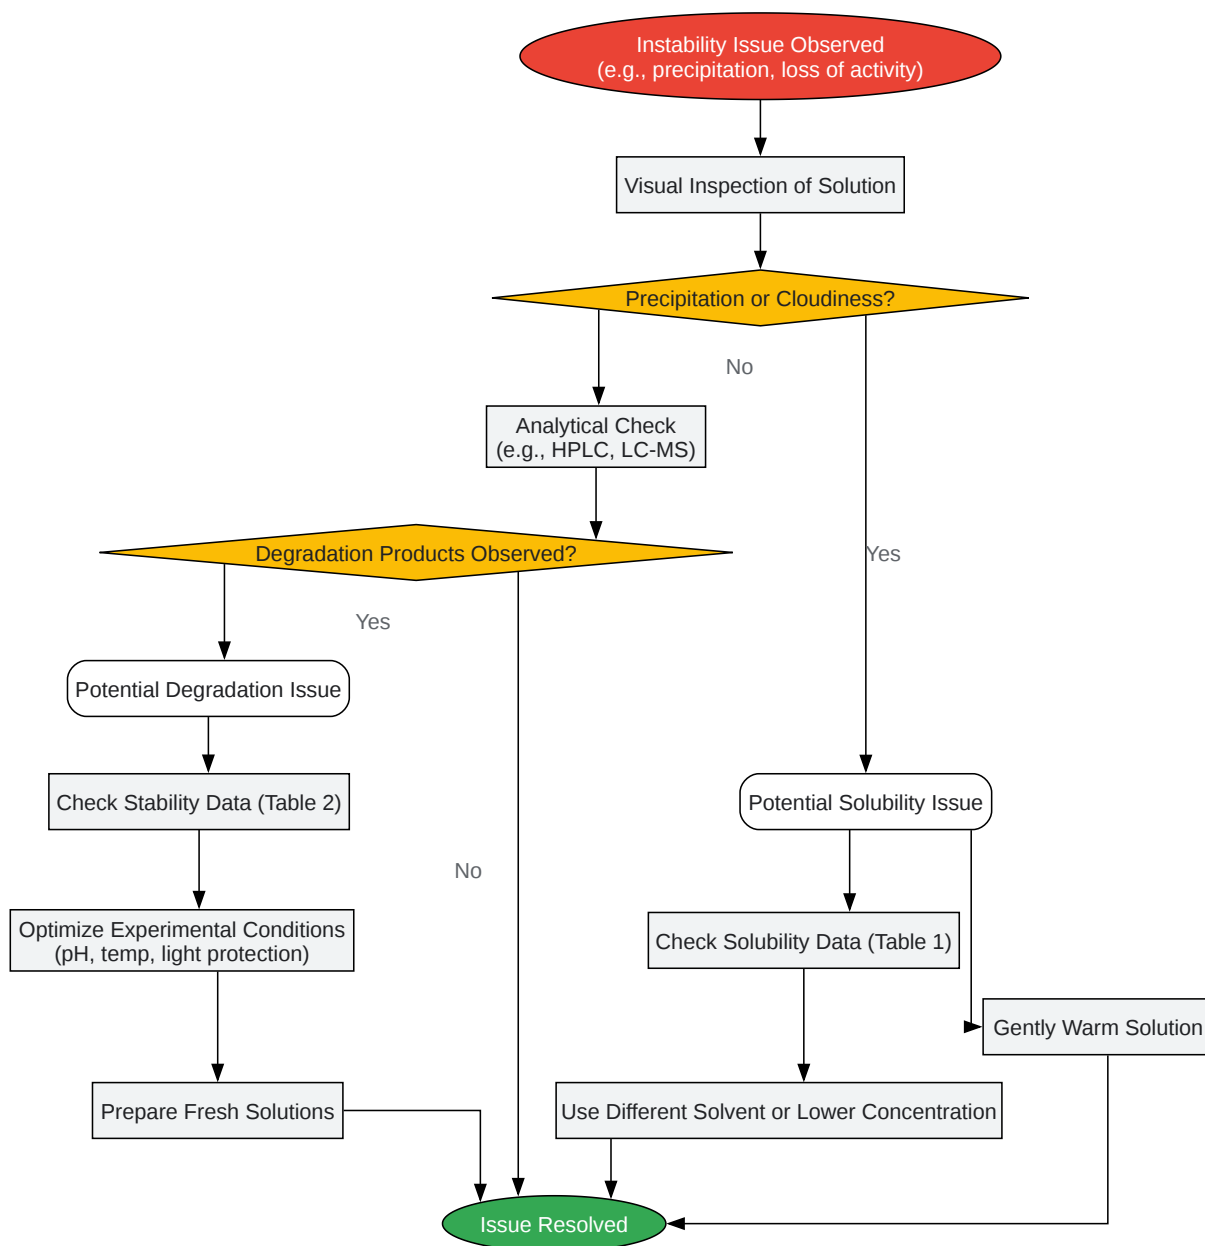 Instability Issue Observed
(e.g., precipitation, loss of activity)
Visual Inspection of Solution
Precipitation or Cloudiness?
No
Analytical Check
(e.g., HPLC, LC-MS)
Degradation Products Observed?
Yes
Yes
Potential Degradation Issue
Check Stability Data (Table 2)
Potential Solubility Issue
No
Optimize Experimental Conditions
(pH, temp, light protection)
Check Solubility Data (Table 1)
Gently Warm Solution
Prepare Fresh Solutions
Use Different Solvent or Lower Concentration
Issue Resolved